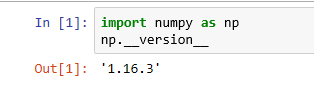 In [1]: import numpy as np
np.__version__
Out[1]: '1.16.3'